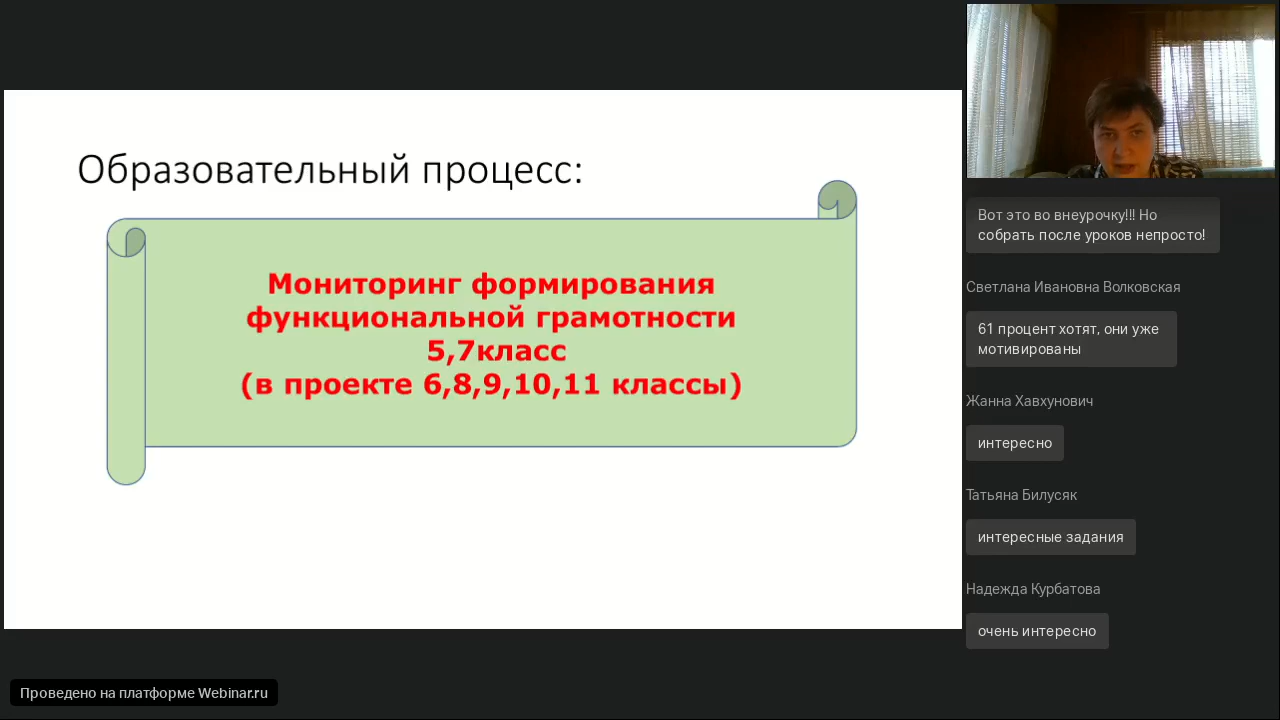 Образовательный процесс:
Мониторинг формирования
функциональной грамотности
5,7класс
(в проекте 6,8,9,10,11 классы)
Вот это во внеурочку!!! Но
собрать после уроков непросто!
Светлана Ивановна Волковская
61 процент хотят, они уже
мотивированы
Жанна Хавхунович
интересно
Татьяна Билусяк
интересные задания
Надежда Курбатова
очень интересно
Проведено на платформе Webinar.ru